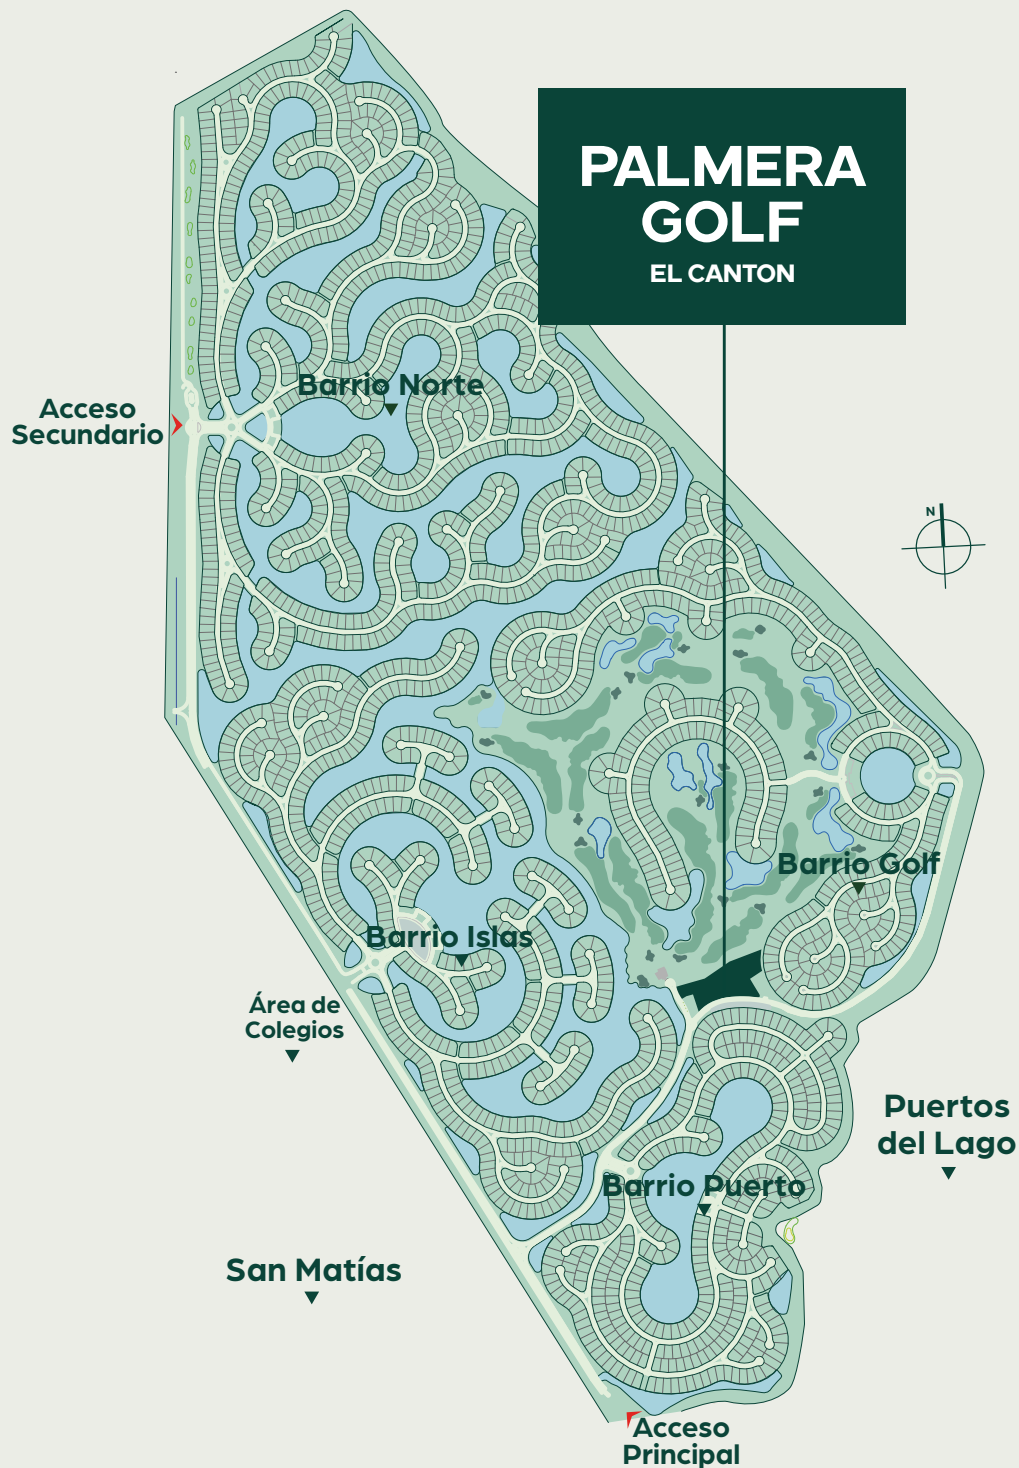 PALMERA
GOLF
EL CANTON
Barrio Norte
Acceso
Secundario
N
Barrio Golf
Barrio Islas
Área de
Colegios
Puertos
del Lago
Barrio Puerto
San Matías
Acceso
Principal